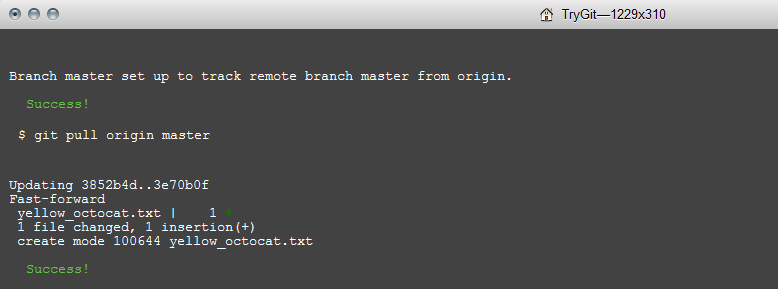 TryGit—1229x310
Branch master set up to track remote branch master from origin.
Success!
$ git pull origin master
Updating 3852b4d..3e70b0f
Fast-forward
yellow_octocat.txt |    1 +
1 file changed, 1 insertion(+)
create mode 100644 yellow_octocat.txt
Success!